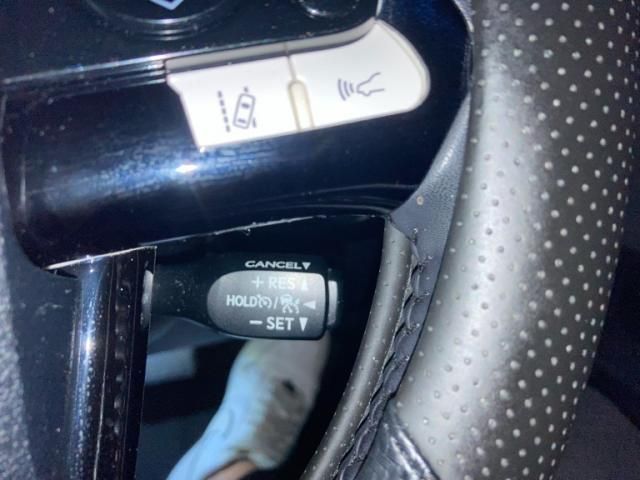 CANCEL▼
+ RES ▲
HOLD / ◄
− SET ▼